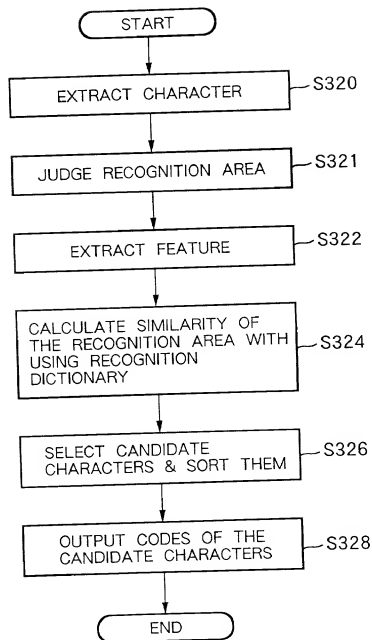 START
EXTRACT CHARACTER
S320
JUDGE RECOGNITION AREA
S321
EXTRACT FEATURE
S322
CALCULATE SIMILARITY OF
THE RECOGNITION AREA WITH
USING RECOGNITION
DICTIONARY
S324
SELECT CANDIDATE
CHARACTERS & SORT THEM
S326
OUTPUT CODES OF THE
CANDIDATE CHARACTERS
S328
END